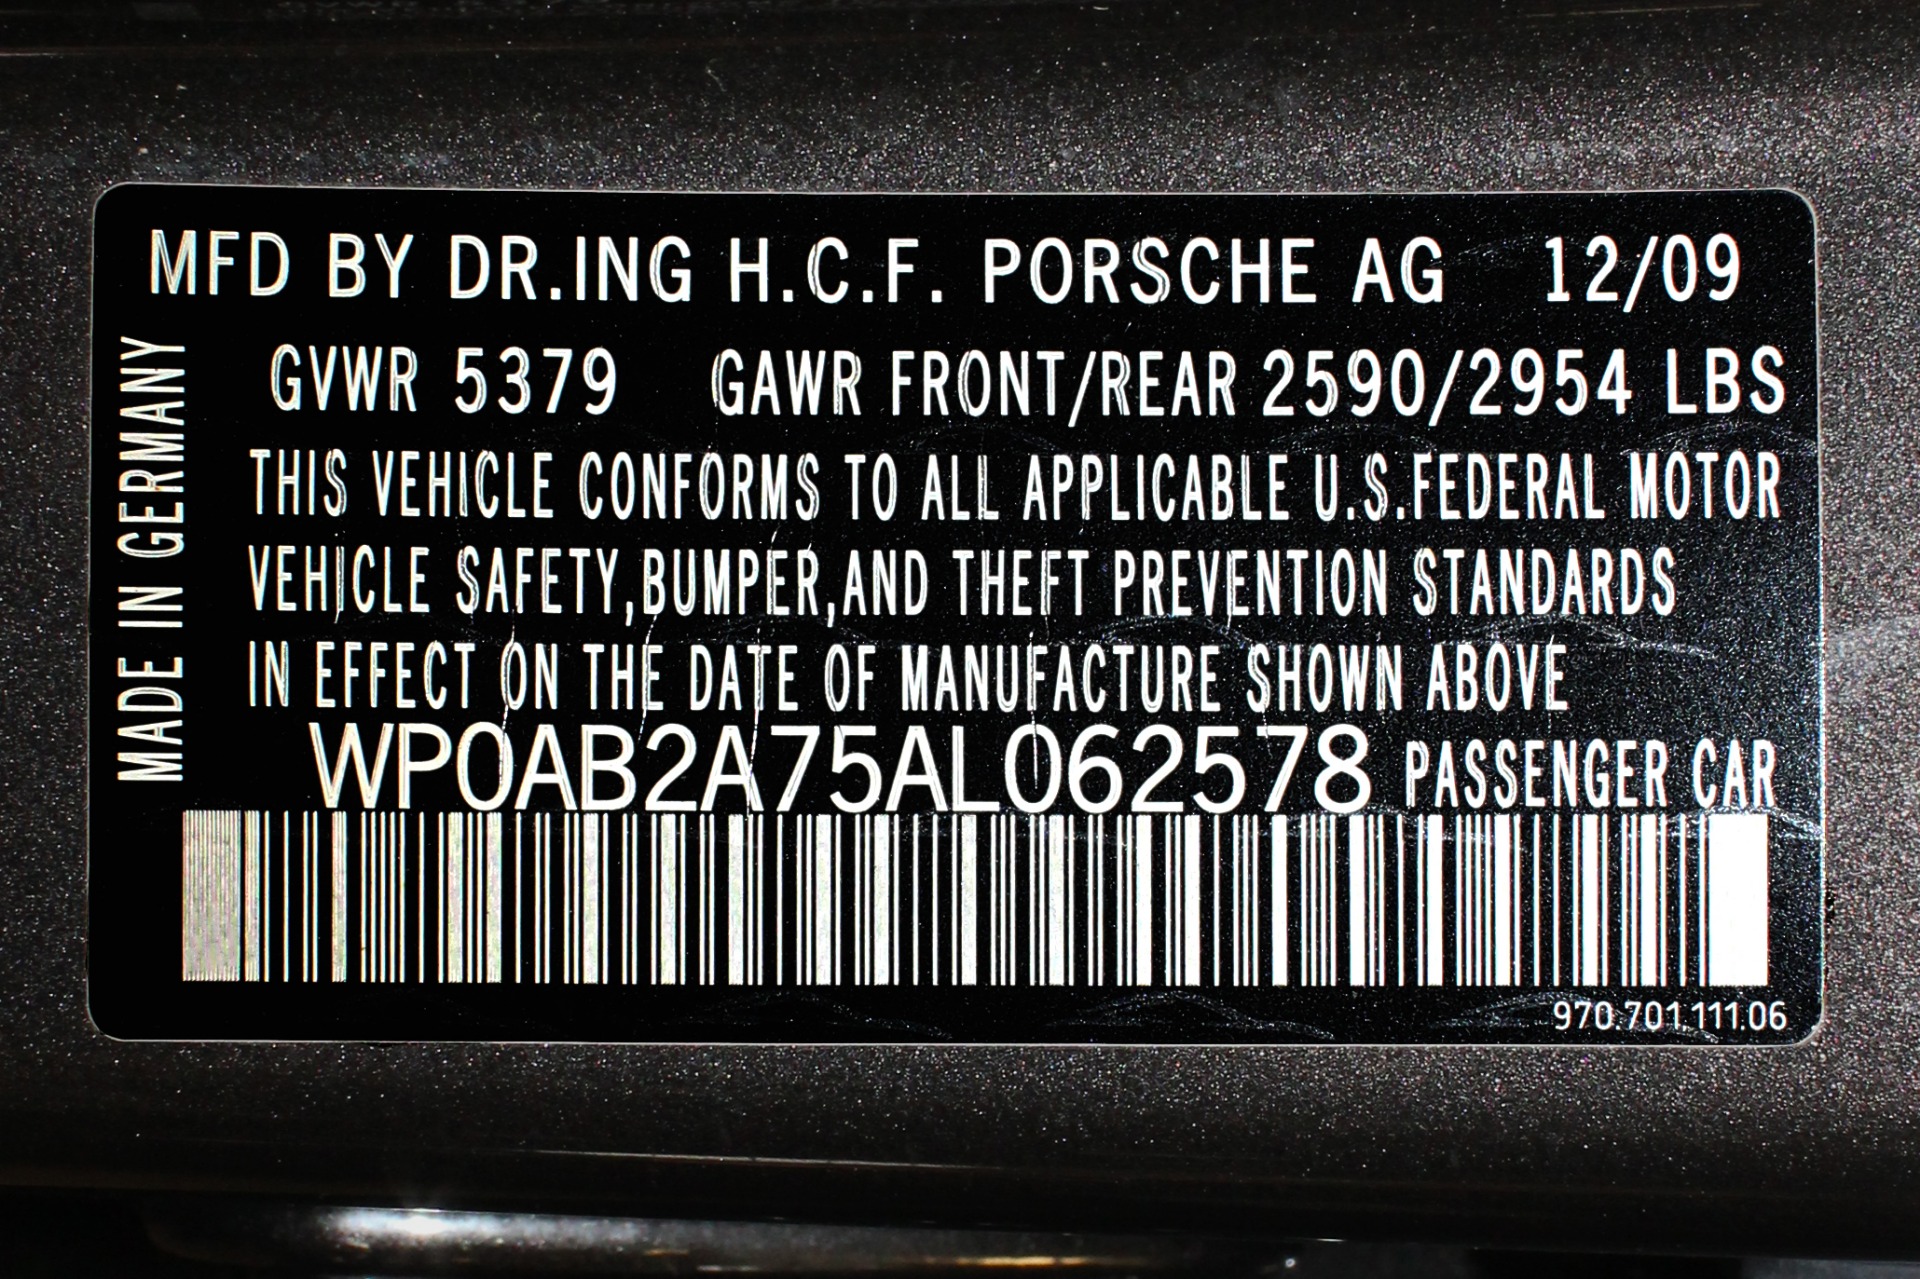 MFD BY DR.ING H.C.F. PORSCHE AG 12/09
MADE IN GERMANY
GVWR 5379 GAWR FRONT/REAR 2590/2954 LBS
THIS VEHICLE CONFORMS TO ALL APPLICABLE U.S.FEDERAL MOTOR
VEHICLE SAFETY,BUMPER,AND THEFT PREVENTION STANDARDS
IN EFFECT ON THE DATE OF MANUFACTURE SHOWN ABOVE
WP0AB2A75AL062578 PASSENGER CAR
970.701.111.06